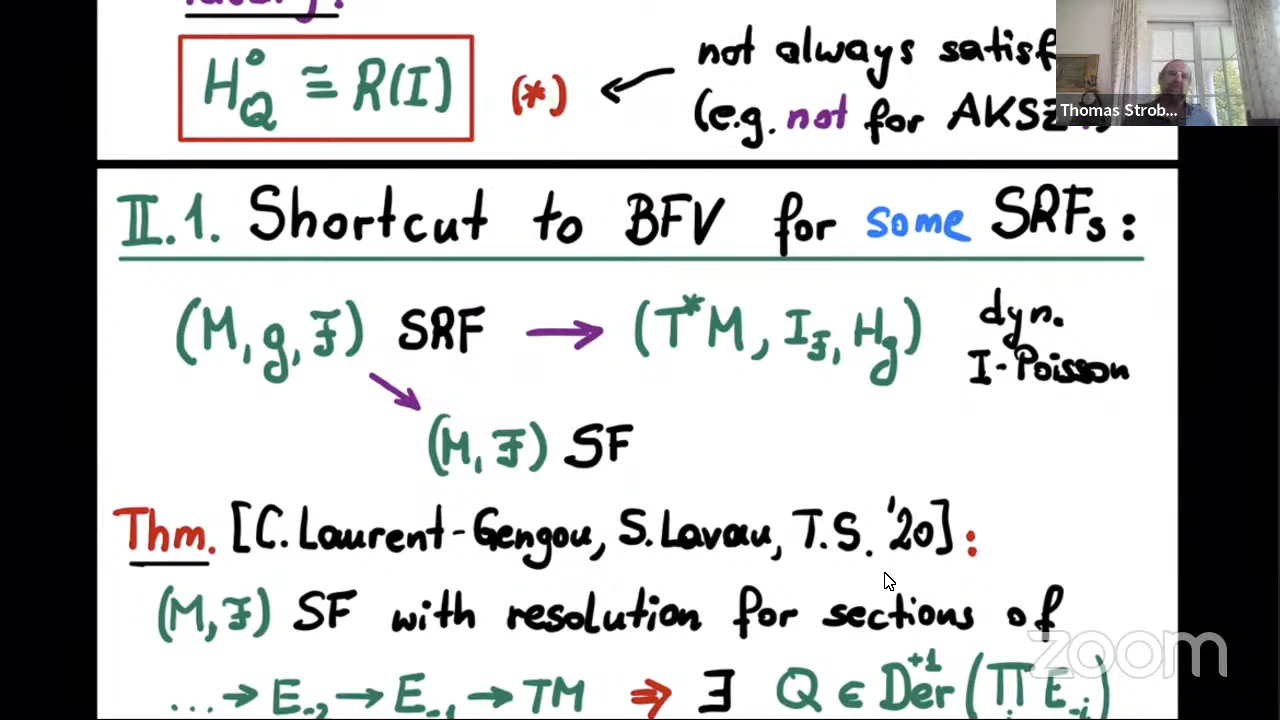 H°_Q ≅ R(I) (*) ← not always satisf
(e.g. not for AKSZ
Thomas Strob...
II.1. Shortcut to BFV for some SRFs:
(M, g, F) SRF → (T*M, I_F, H_g) dyn.
I-Poisson
(M, F) SF
Thm. [C. Laurent-Gengou, S. Lavau, T.S. '20]:
(M, F) SF with resolution for sections of
... → E_-2 → E_-1 → TM ⇒ ∃ Q ∈ Der^+1 (∏_i E_-i)
zoom